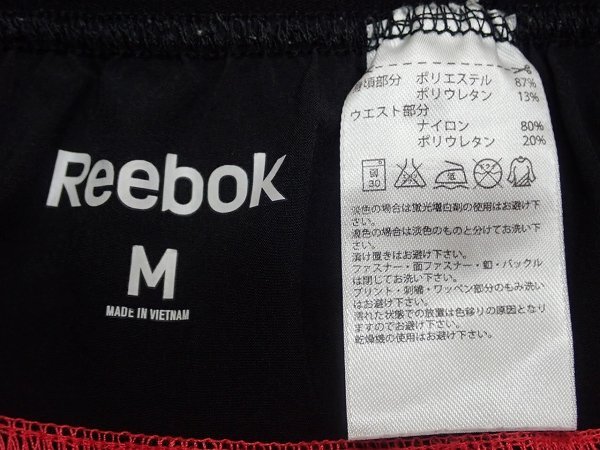 Reebok
M
MADE IN VIETNAM
部分 ポリエステル 87%
ポリウレタン 13%
ウエスト部分
ナイロン 80%
ポリウレタン 20%
弱
30
低
淡色の場合は蛍光増白剤の使用はお避け下
さい。
濃色の場合は淡色のものと分けてお洗い下
さい。
漬け置きはお避け下さい。
ファスナー・面ファスナー・釦・バックル
は閉じてお洗い下さい。
プリント・刺繍・ワッペン部分のもみ洗い
はお避け下さい。
濡れた状態での放置は色移りの原因となり
ますのでお避け下さい。
乾燥機の使用はお避け下さい。